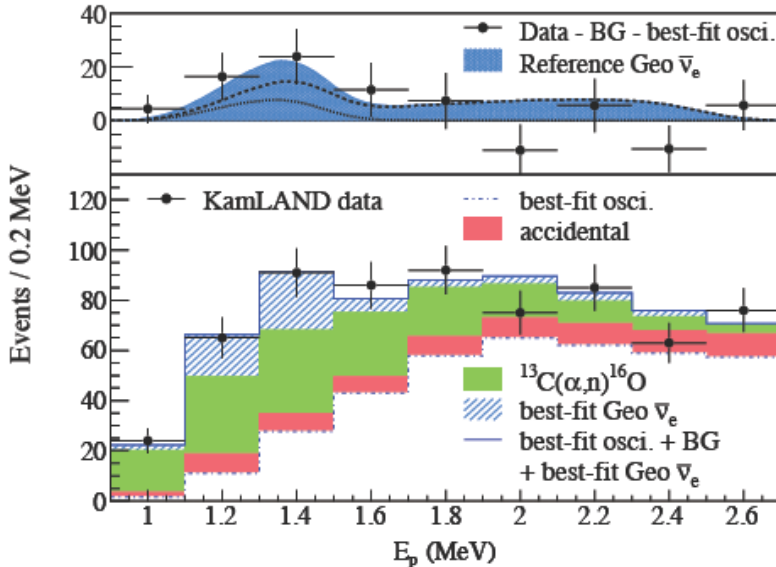 40
Data - BG - best-fit osci.
20
Reference Geo ν̅e
0
Events / 0.2 MeV
120
KamLAND data
best-fit osci.
accidental
100
80
60
¹³C(α,n)¹⁶O
40
best-fit Geo ν̅e
20
best-fit osci. + BG
+ best-fit Geo ν̅e
0
1 1.2 1.4 1.6 1.8 2 2.2 2.4 2.6
Ep (MeV)